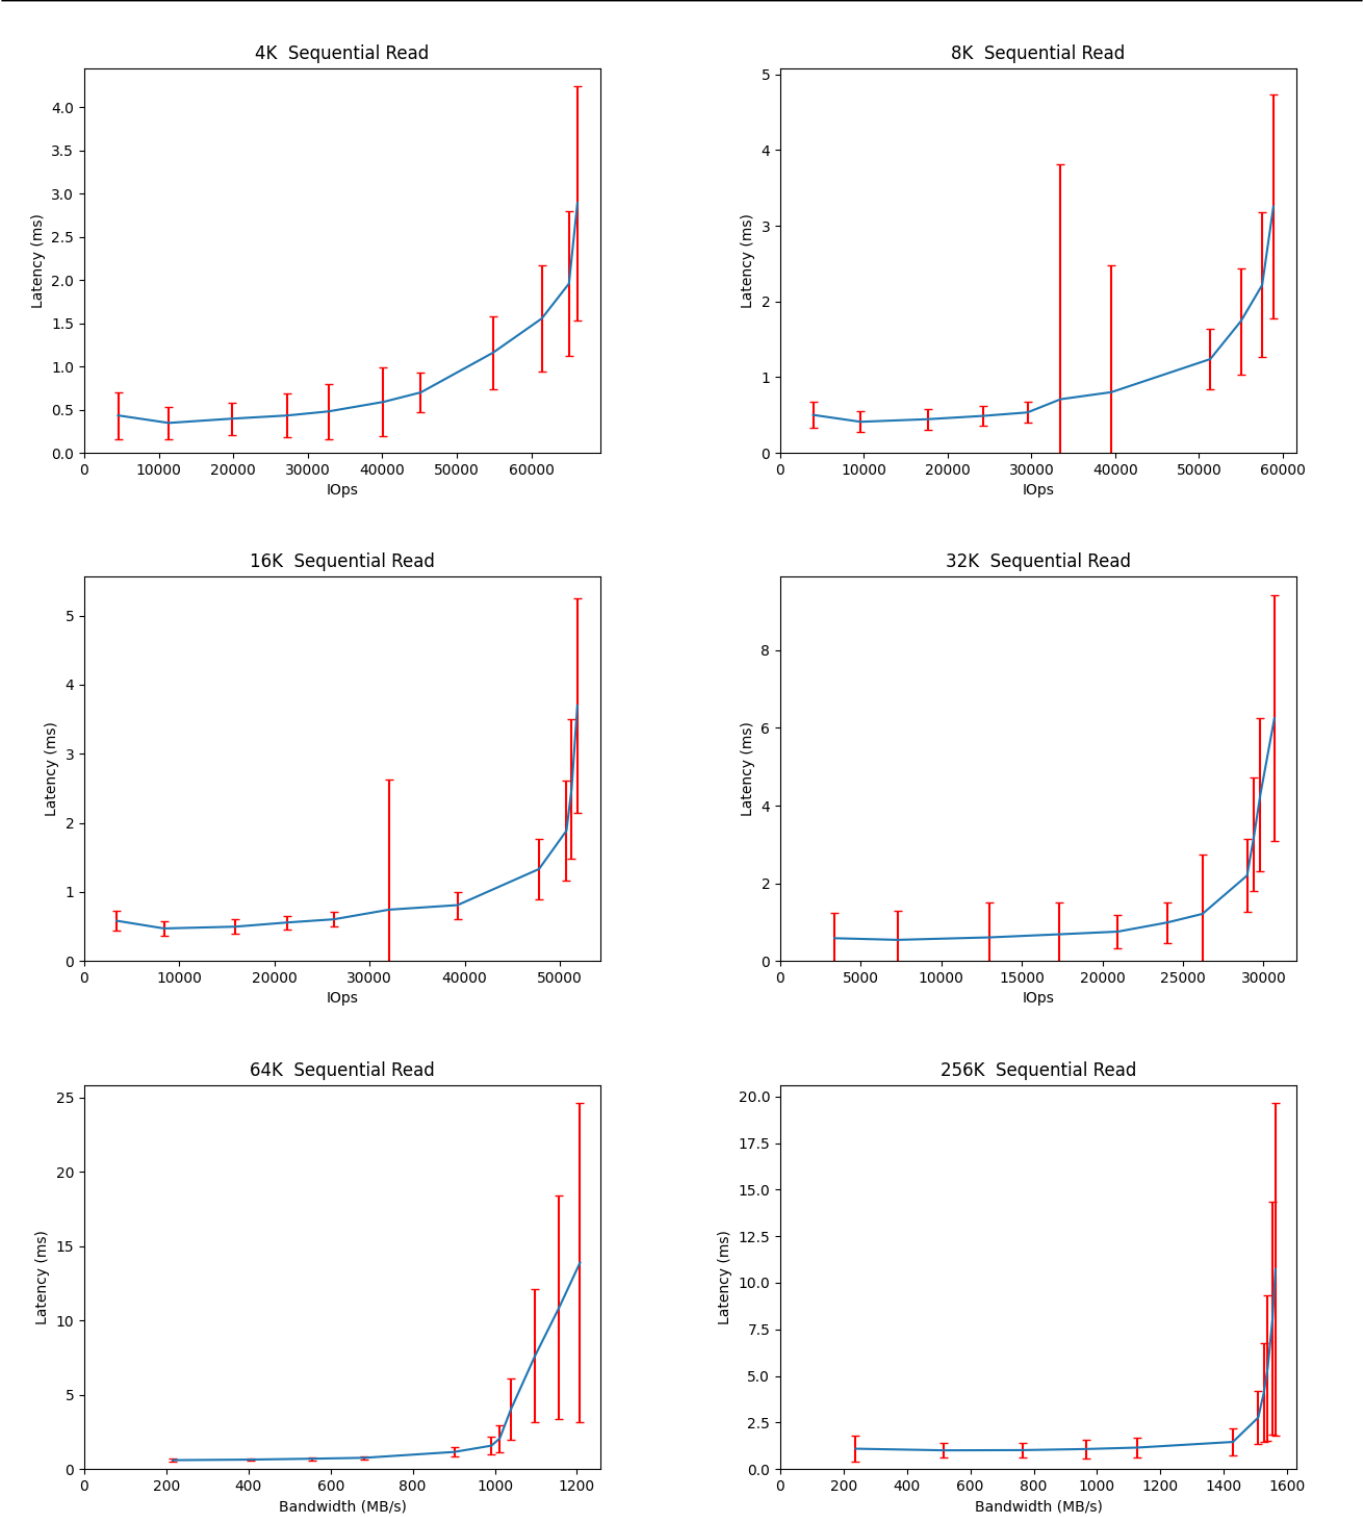 4K  Sequential Read
Latency (ms)
4.0
3.5
3.0
2.5
2.0
1.5
1.0
0.5
0.0
0 10000 20000 30000 40000 50000 60000
IOps
8K  Sequential Read
Latency (ms)
5
4
3
2
1
0
0 10000 20000 30000 40000 50000 60000
IOps
16K  Sequential Read
Latency (ms)
5
4
3
2
1
0
0 10000 20000 30000 40000 50000
IOps
32K  Sequential Read
Latency (ms)
8
6
4
2
0
0 5000 10000 15000 20000 25000 30000
IOps
64K  Sequential Read
Latency (ms)
25
20
15
10
5
0
0 200 400 600 800 1000 1200
Bandwidth (MB/s)
256K  Sequential Read
Latency (ms)
20.0
17.5
15.0
12.5
10.0
7.5
5.0
2.5
0.0
0 200 400 600 800 1000 1200 1400 1600
Bandwidth (MB/s)